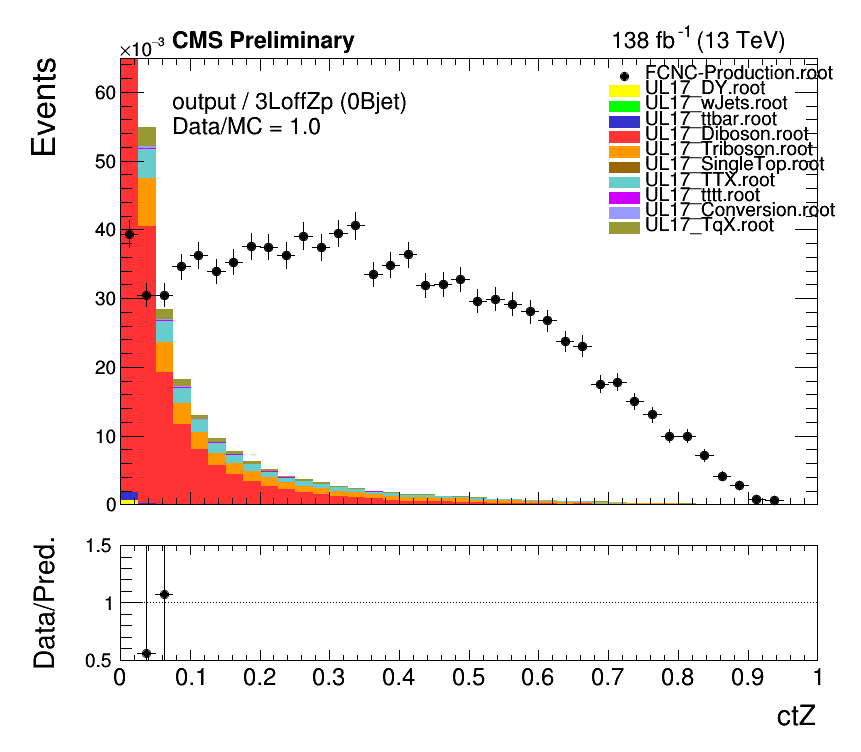 ×10⁻³ CMS Preliminary 138 fb⁻¹ (13 TeV)
Events
output / 3LoffZp (0Bjet)
Data/MC = 1.0
FCNC-Production.root
UL17_DY.root
UL17_wJets.root
UL17_ttbar.root
UL17_Diboson.root
UL17_Triboson.root
UL17_SingleTop.root
UL17_TTX.root
UL17_tttt.root
UL17_Conversion.root
UL17_TqX.root
60
50
40
30
20
10
0
Data/Pred.
1.5
1
0.5
0 0.1 0.2 0.3 0.4 0.5 0.6 0.7 0.8 0.9 1
ctZ